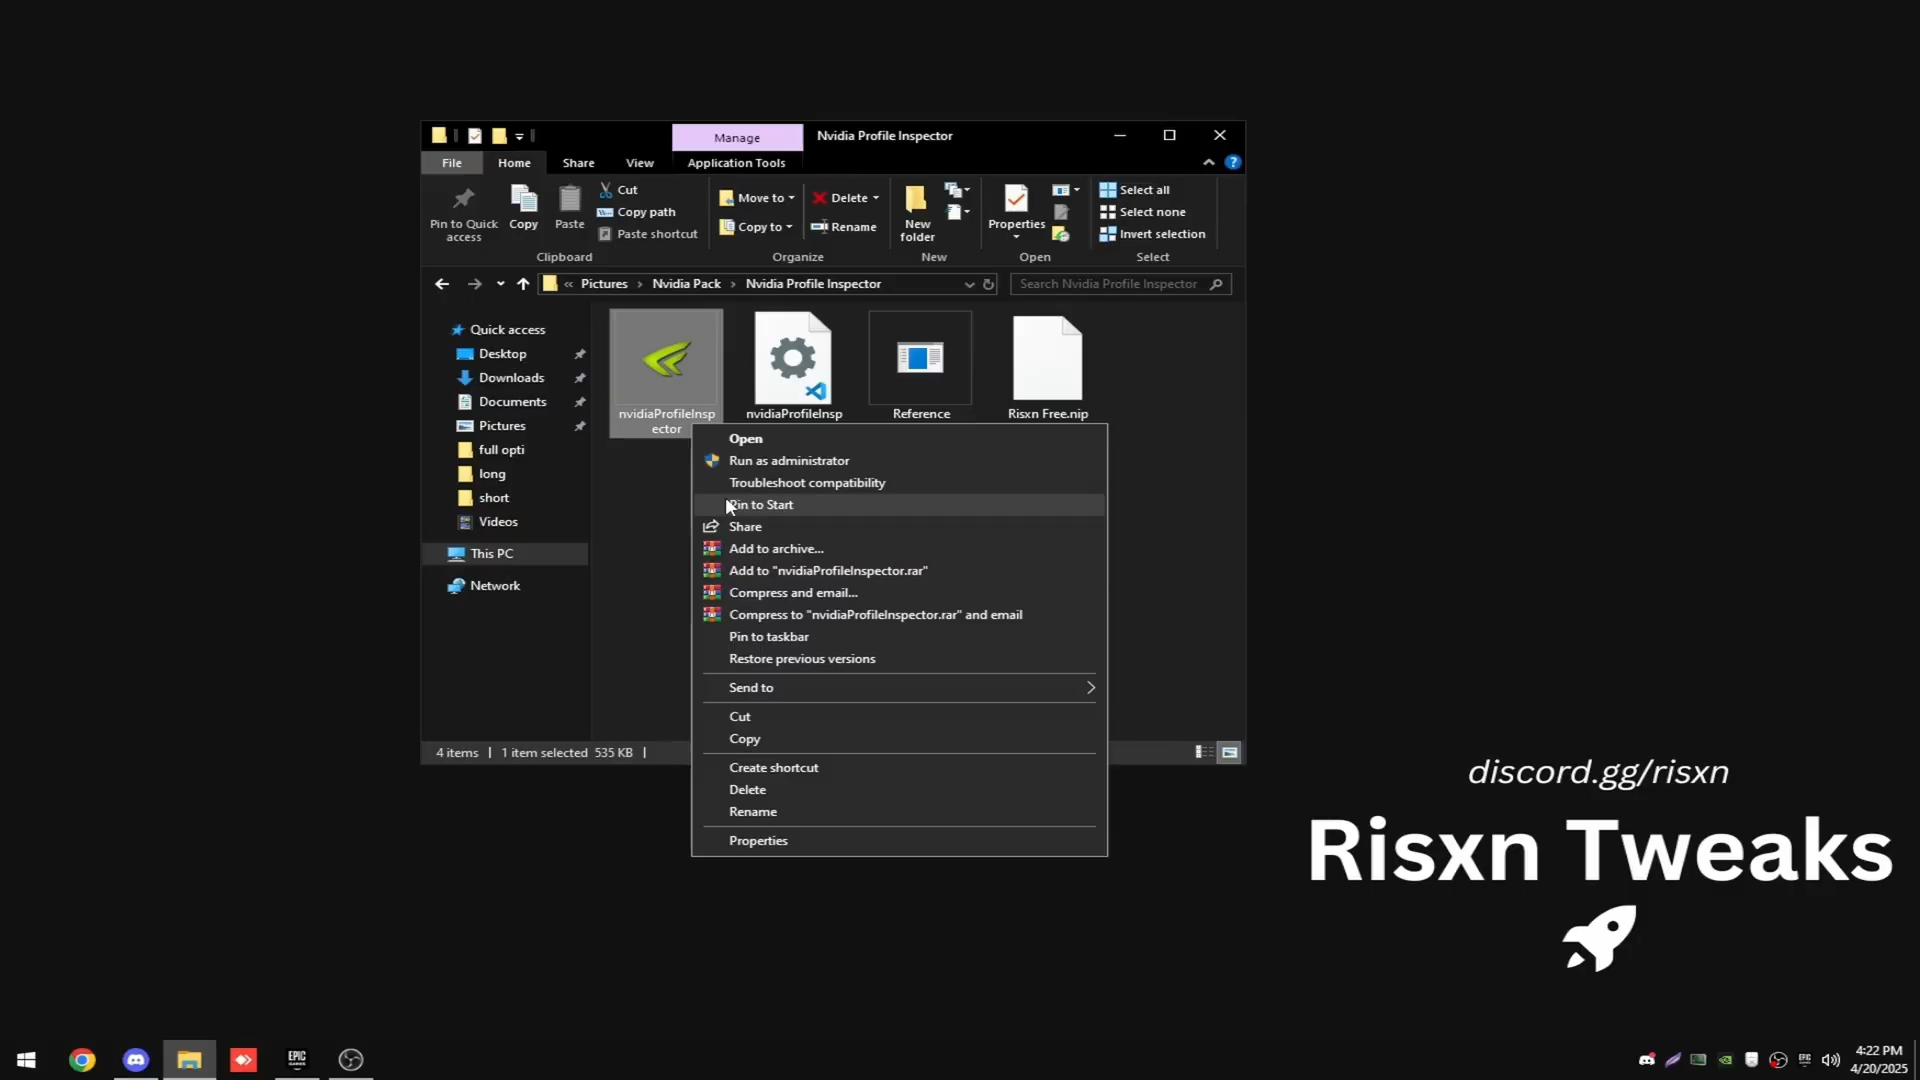 Manage
Nvidia Profile Inspector
File
Home
Share
View
Application Tools
Pin to Quick access
Copy
Paste
Cut
Copy path
Paste shortcut
Clipboard
Move to
Copy to
Delete
Rename
Organize
New folder
New
Properties
Open
Select all
Select none
Invert selection
Select
« Pictures › Nvidia Pack › Nvidia Profile Inspector
Search Nvidia Profile Inspector
Quick access
Desktop
Downloads
Documents
Pictures
full opti
long
short
Videos
This PC
Network
nvidiaProfileInsp
ector
nvidiaProfileInsp
Reference
Risxn Free.nip
Open
Run as administrator
Troubleshoot compatibility
Pin to Start
Share
Add to archive...
Add to "nvidiaProfileInspector.rar"
Compress and email...
Compress to "nvidiaProfileInspector.rar" and email
Pin to taskbar
Restore previous versions
Send to
Cut
Copy
Create shortcut
Delete
Rename
Properties
4 items | 1 item selected 535 KB |
discord.gg/risxn
Risxn Tweaks
EPIC
GAMES
EPIC
4:22 PM
4/20/2025